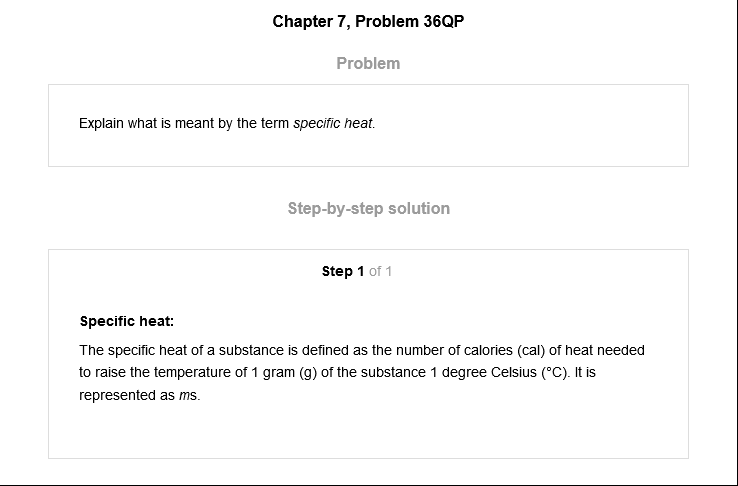 Chapter 7, Problem 36QP
Problem
Explain what is meant by the term specific heat.
Step-by-step solution
Step 1 of 1
Specific heat:
The specific heat of a substance is defined as the number of calories (cal) of heat needed
to raise the temperature of 1 gram (g) of the substance 1 degree Celsius (°C). It is
represented as ms.